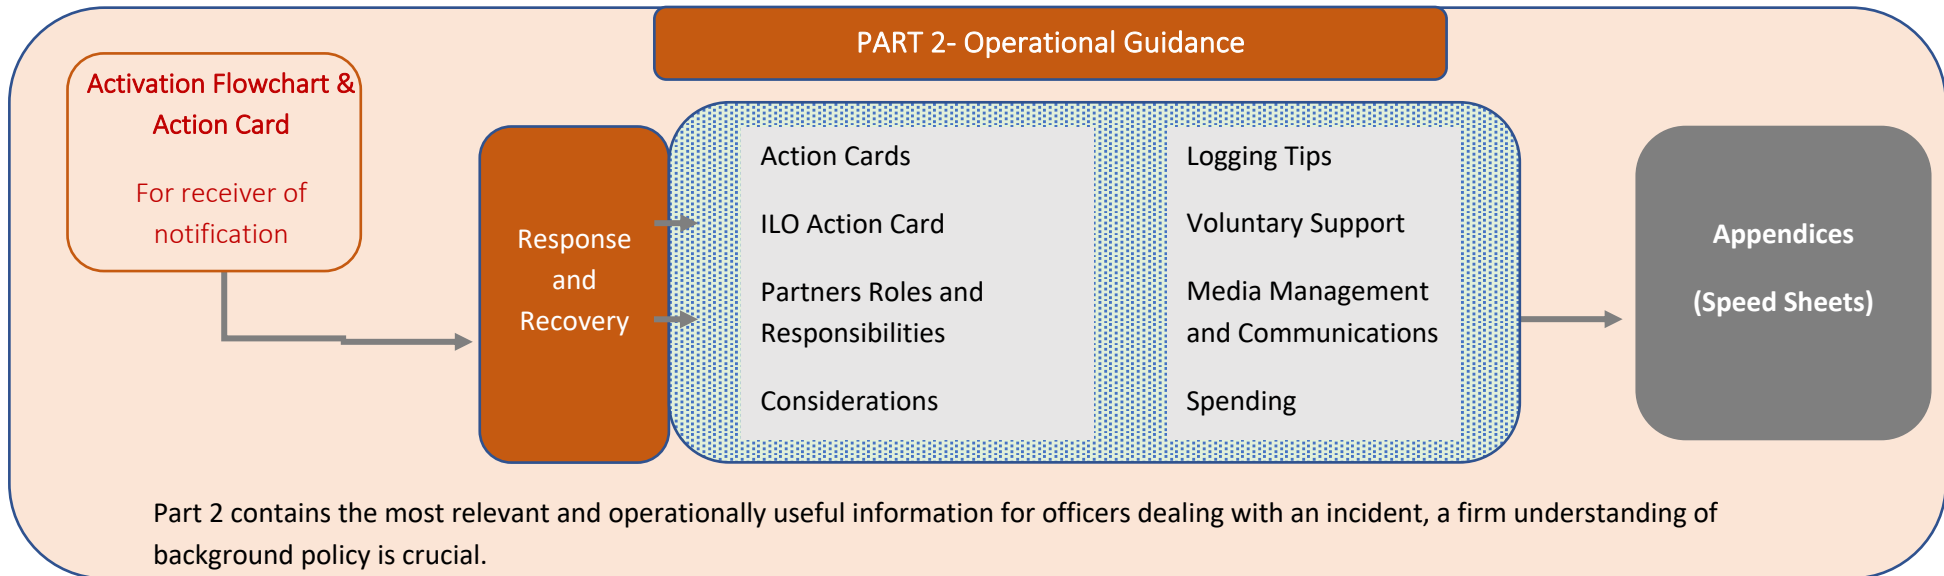 PART 2- Operational Guidance
Activation Flowchart &
Action Card
For receiver of
notification
Response
and
Recovery
Action Cards
ILO Action Card
Partners Roles and
Responsibilities
Considerations
Logging Tips
Voluntary Support
Media Management
and Communications
Spending
Appendices
(Speed Sheets)
Part 2 contains the most relevant and operationally useful information for officers dealing with an incident, a firm understanding of
background policy is crucial.